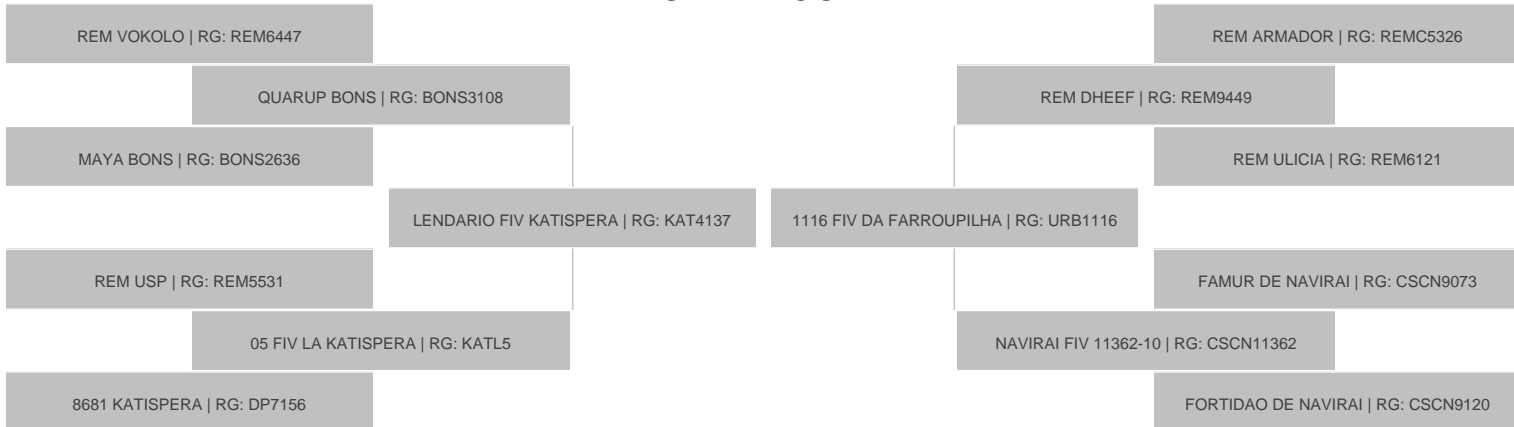 REM VOKOLO | RG: REM6447
REM ARMADOR | RG: REMC5326
QUARUP BONS | RG: BONS3108
REM DHEEF | RG: REM9449
MAYA BONS | RG: BONS2636
REM ULICIA | RG: REM6121
LENDARIO FIV KATISPERA | RG: KAT4137
1116 FIV DA FARROUPILHA | RG: URB1116
REM USP | RG: REM5531
FAMUR DE NAVIRAI | RG: CSCN9073
05 FIV LA KATISPERA | RG: KATL5
NAVIRAI FIV 11362-10 | RG: CSCN11362
8681 KATISPERA | RG: DP7156
FORTIDAO DE NAVIRAI | RG: CSCN9120